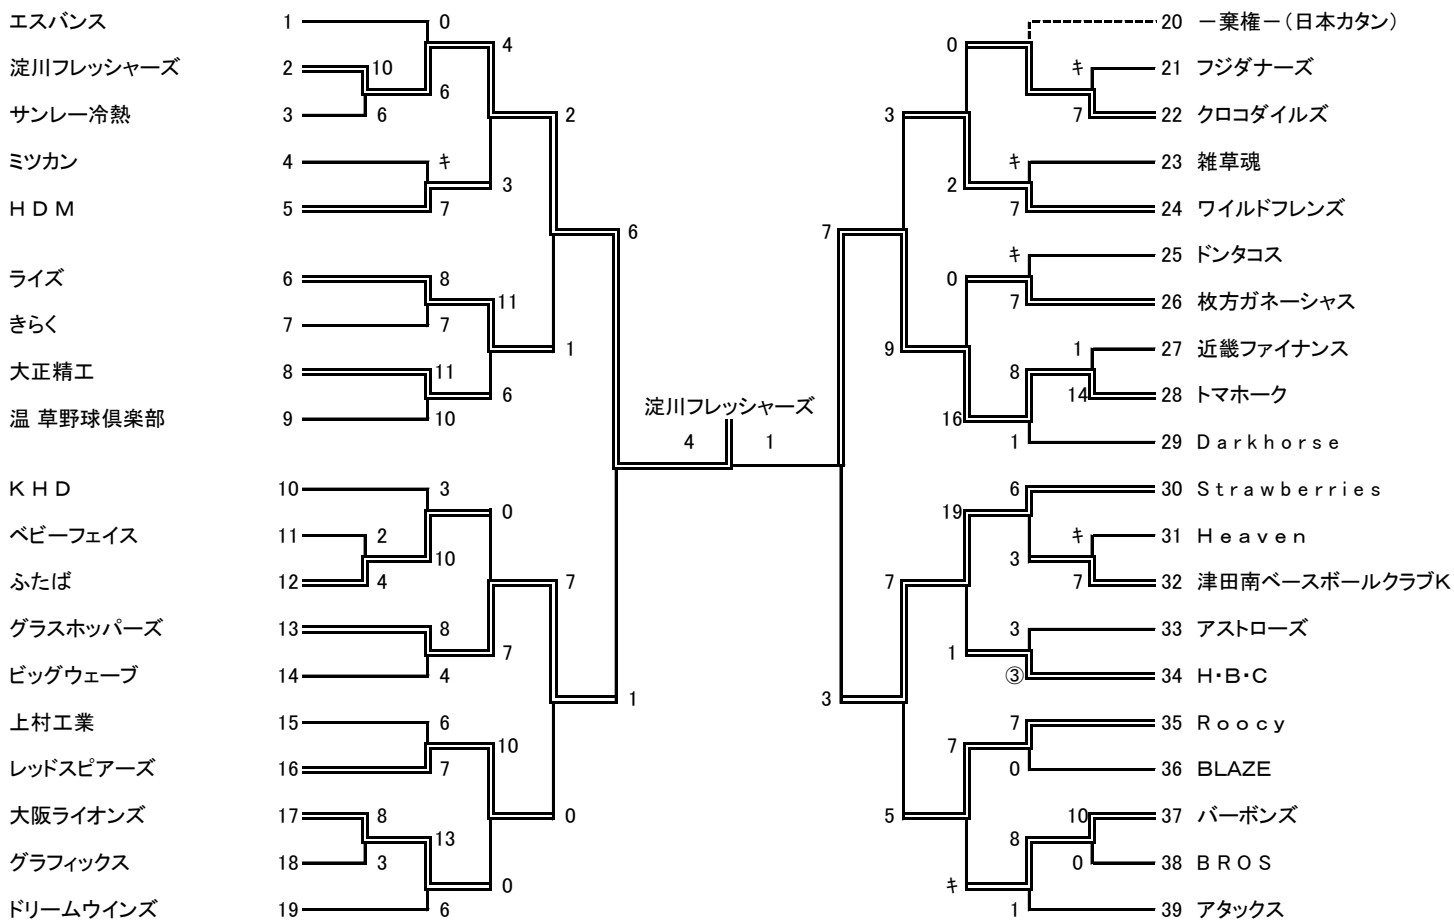 エスバンス 1 0
淀川フレッシャーズ 2 10
サンレー冷熱 3 6
ミツカン 4 キ
ＨＤＭ 5 7
ライズ 6 8
きらく 7 7
大正精工 8 11
温 草野球倶楽部 9 10
ＫＨＤ 10 3
ベビーフェイス 11 2
ふたば 12 4
グラスホッパーズ 13 8
ビッグウェーブ 14 4
上村工業 15 6
レッドスピアーズ 16 7
大阪ライオンズ 17 8
グラフィックス 18 3
ドリームウインズ 19 6
6
10
13
4
3
11
6
0
7
10
0
2
1
7
0
6
1
淀川フレッシャーズ
4 1
7
3
3
9
7
5
0
2
0
16
19
1
7
キ
8
3
8
20 －棄権－（日本カタン）
キ 21 フジダナーズ
7 22 クロコダイルズ
キ 23 雑草魂
7 24 ワイルドフレンズ
キ 25 ドンタコス
7 26 枚方ガネーシャス
1 27 近畿ファイナンス
14 28 トマホーク
1 29 Ｄａｒｋｈｏｒｓｅ
6 30 Ｓｔｒａｗｂｅｒｒｉｅｓ
キ 31 Ｈｅａｖｅｎ
7 32 津田南ベースボールクラブＫ
3 33 アストローズ
③ 34 Ｈ・Ｂ・Ｃ
7 35 Ｒｏｏｃｙ
0 36 BLAZE
10 37 バーボンズ
0 38 ＢＲＯＳ
1 39 アタックス